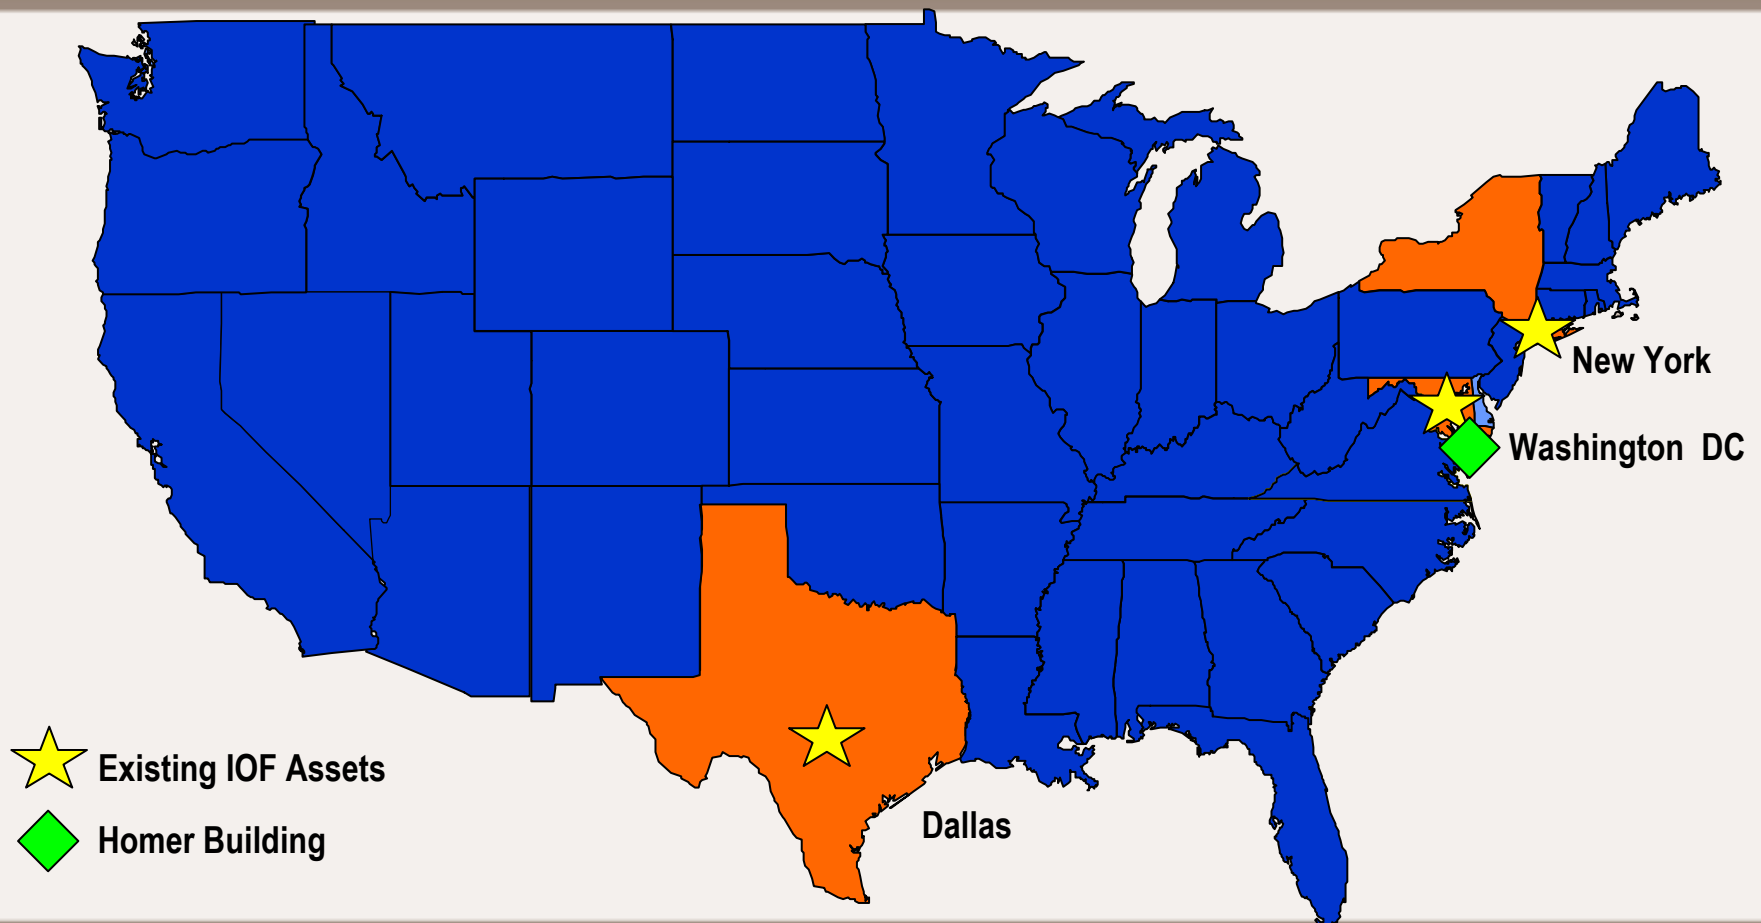 New York
Washington  DC
Existing IOF Assets
Dallas
Homer Building